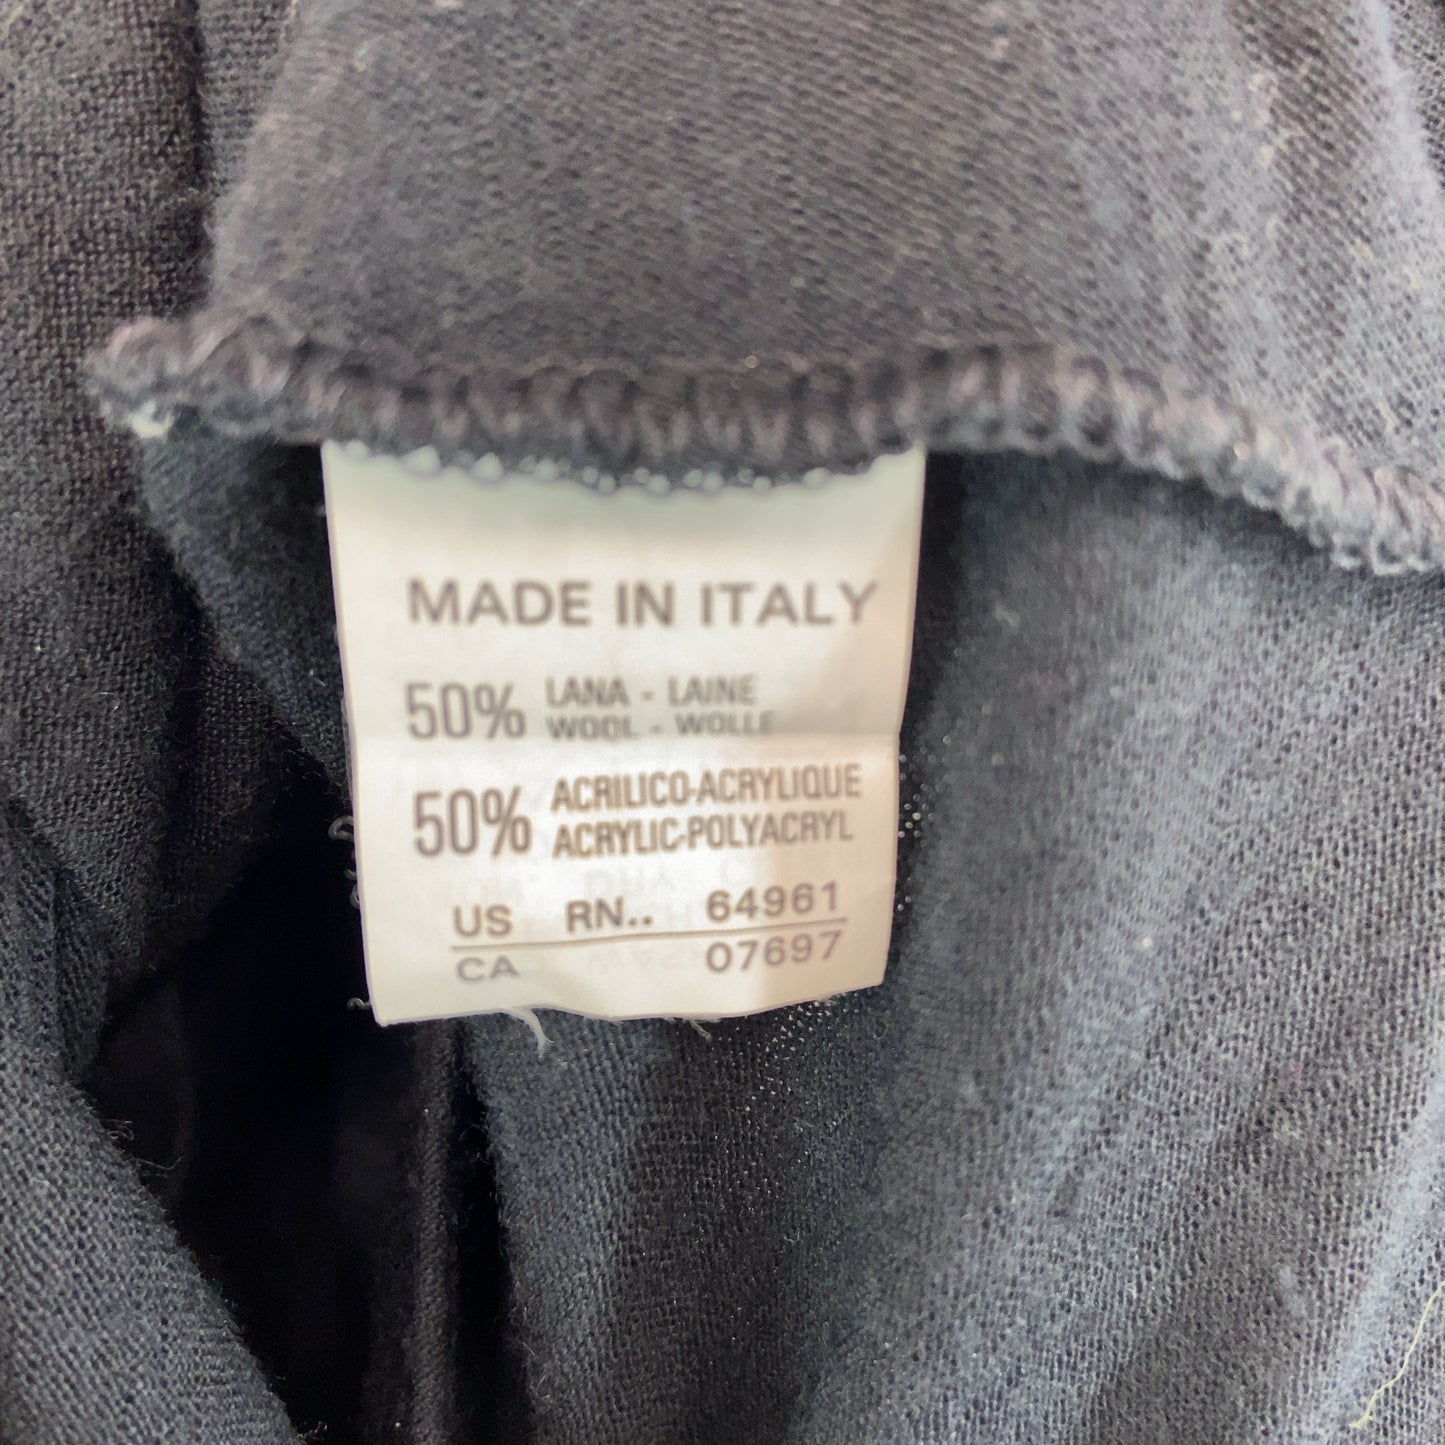 MADE IN ITALY
50% LANA - LAINE
WOOL - WOLLE
50% ACRILICO-ACRYLIQUE
ACRYLIC-POLYACRYL
US RN.. 64961
CA 07697